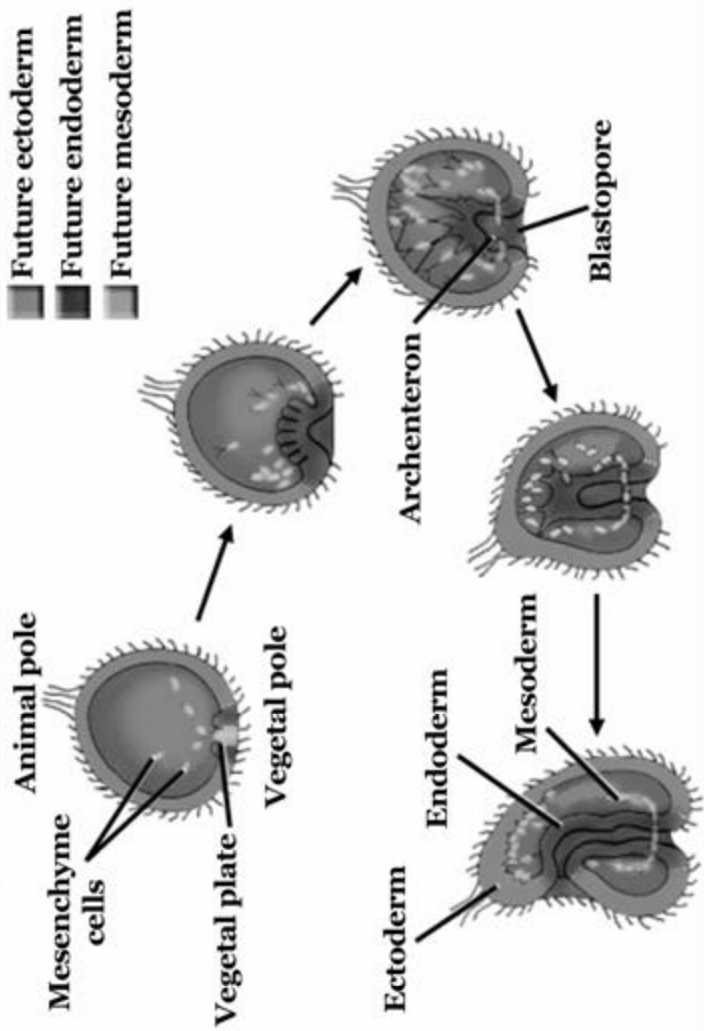 Future ectoderm
Future endoderm
Future mesoderm
Animal pole
Mesenchyme
cells
Vegetal plate
Vegetal pole
Archenteron
Blastopore
Ectoderm
Endoderm
Mesoderm